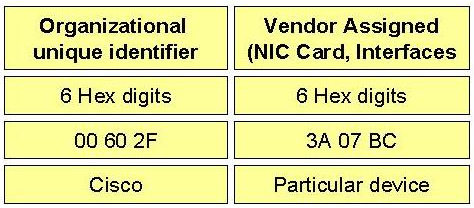 Organizational
unique identifier
Vendor Assigned
(NIC Card, Interfaces
6 Hex digits
6 Hex digits
00 60 2F
3A 07 BC
Cisco
Particular device